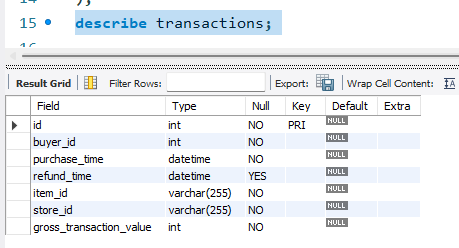 14 );
15 describe transactions;
16
Result Grid Filter Rows: Export: Wrap Cell Content:
Field Type Null Key Default Extra
id int NO PRI NULL
buyer_id int NO NULL
purchase_time datetime NO NULL
refund_time datetime YES NULL
item_id varchar(255) NO NULL
store_id varchar(255) NO NULL
gross_transaction_value int NO NULL